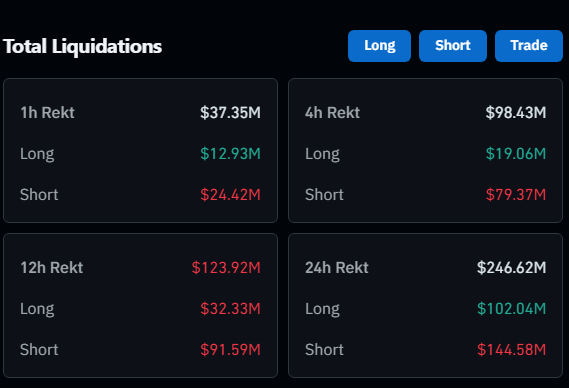 Total Liquidations Long Short Trade
1h Rekt $37.35M
Long $12.93M
Short $24.42M
4h Rekt $98.43M
Long $19.06M
Short $79.37M
12h Rekt $123.92M
Long $32.33M
Short $91.59M
24h Rekt $246.62M
Long $102.04M
Short $144.58M